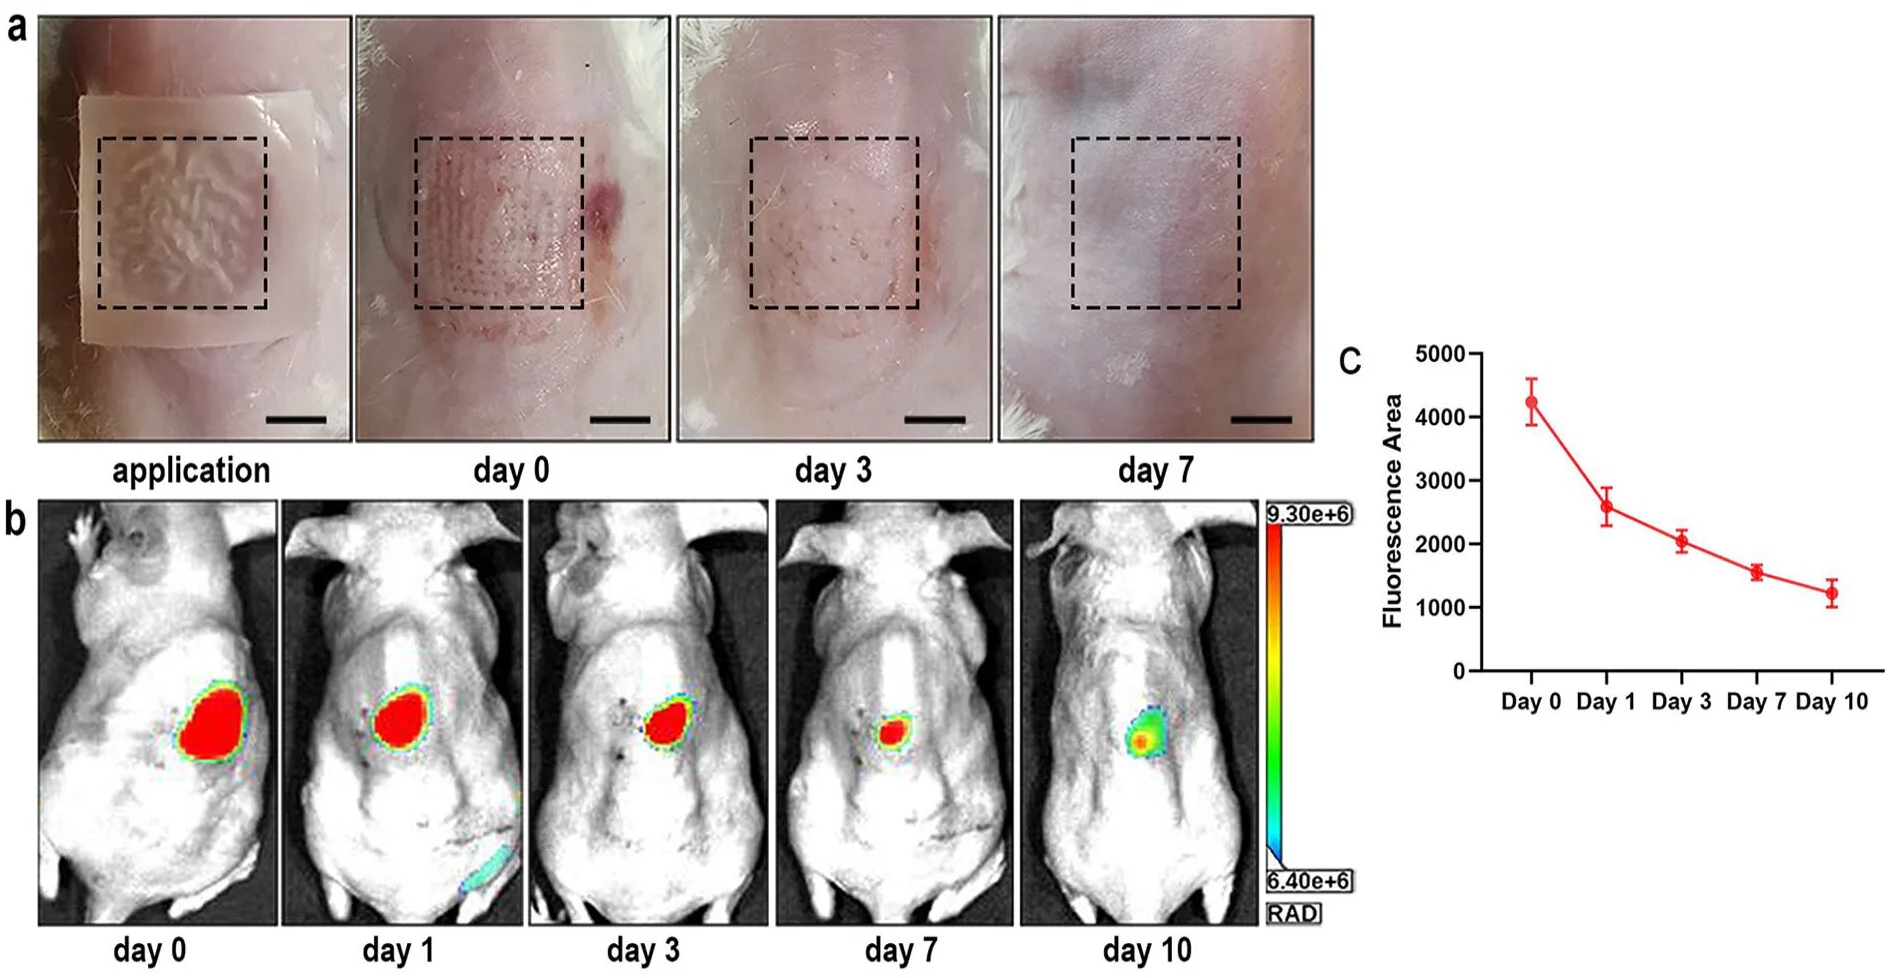 a
application
day 0
day 3
day 7
b
9.30e+6
6.40e+6
RAD
day 0
day 1
day 3
day 7
day 10
C
Fluorescence Area
5000
4000
3000
2000
1000
0
Day 0
Day 1
Day 3
Day 7
Day 10